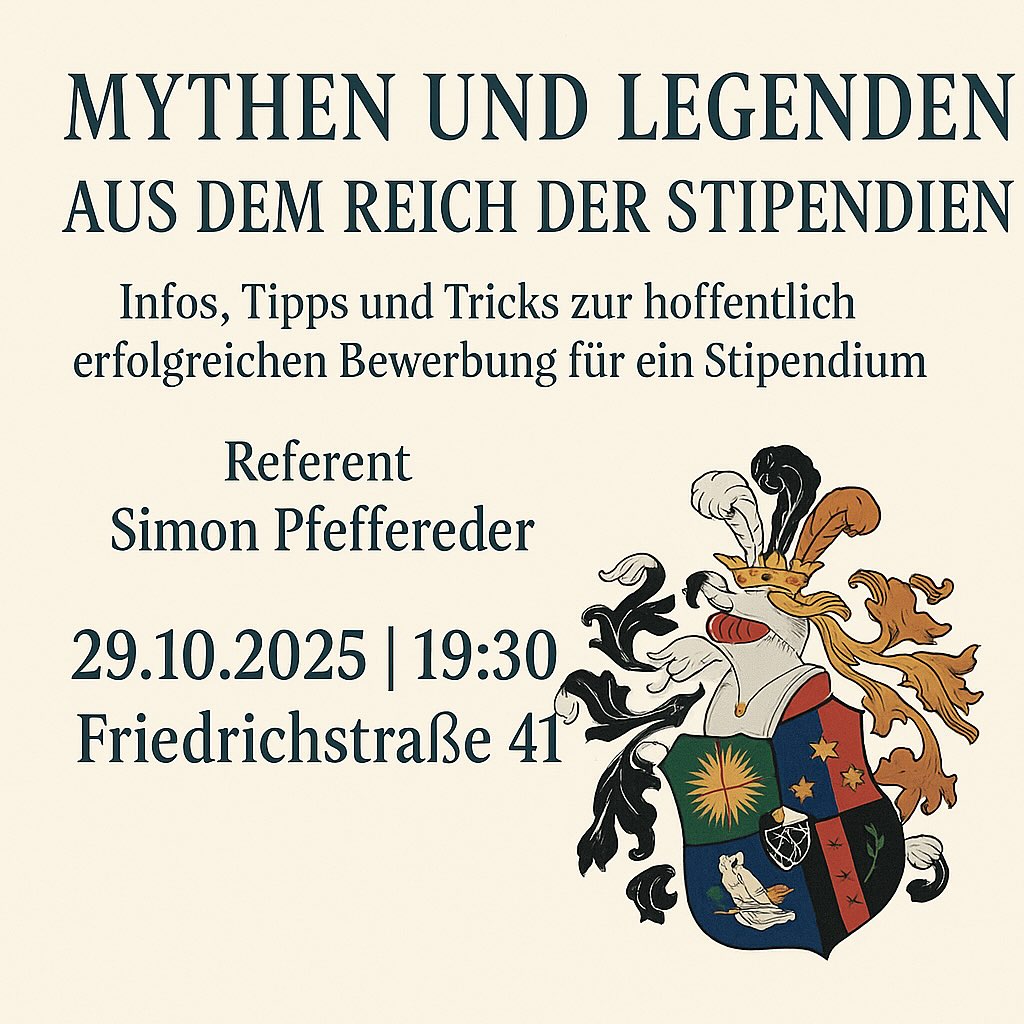 MYTHEN UND LEGENDEN
AUS DEM REICH DER STIPENDIEN
Infos, Tipps und Tricks zur hoffentlich
erfolgreichen Bewerbung für ein Stipendium
Referent
Simon Pfeffereder
29.10.2025 | 19:30
Friedrichstraße 41